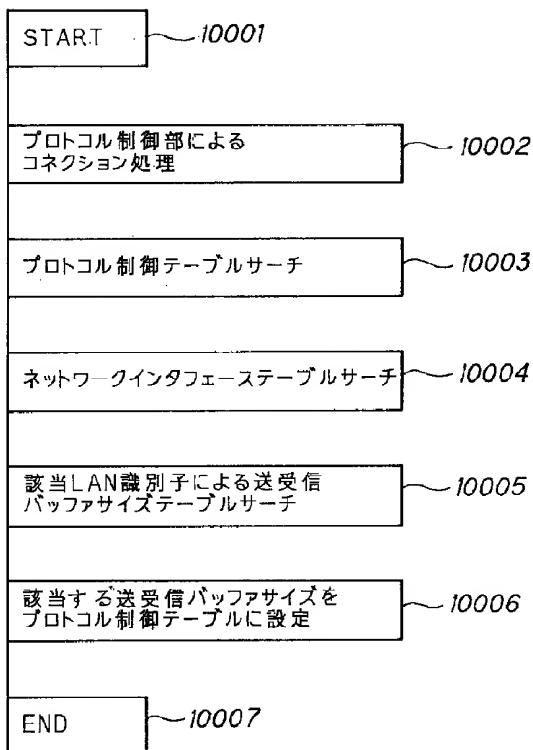 START 10001
プロトコル制御部による
コネクション処理 10002
プロトコル制御テーブルサーチ 10003
ネットワークインタフェーステーブルサーチ 10004
該当LAN識別子による送受信
バッファサイズテーブルサーチ 10005
該当する送受信バッファサイズを
プロトコル制御テーブルに設定 10006
END 10007